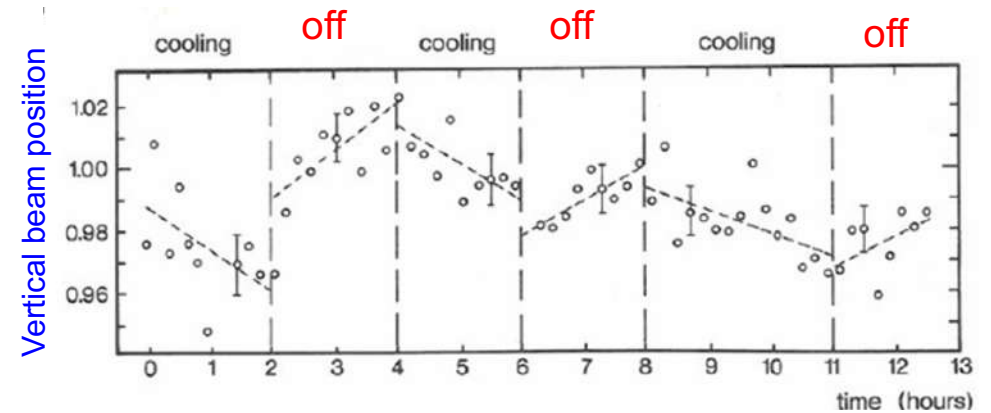 cooling off cooling off cooling off
Vertical beam position
1.02
1.00
0.98
0.96
0 1 2 3 4 5 6 7 8 9 10 11 12 13
time (hours)